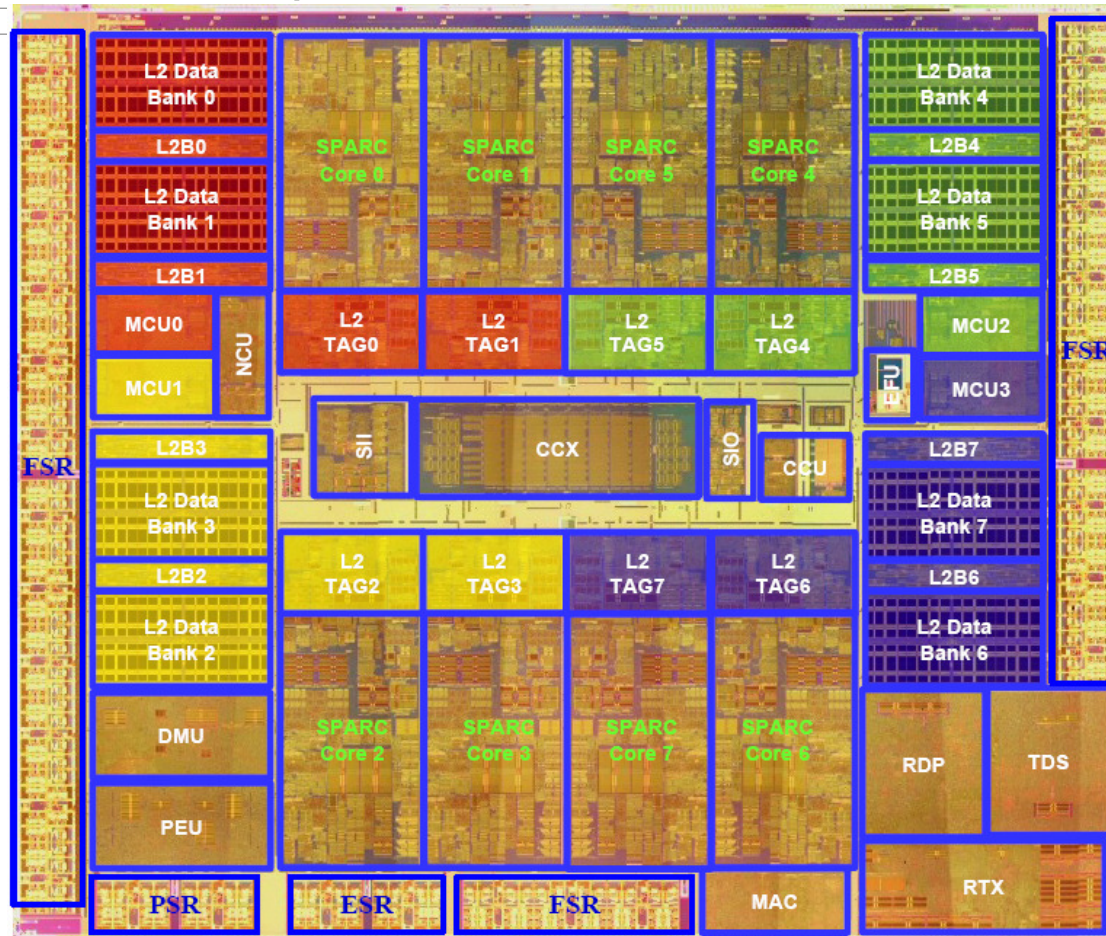 L2 Data
Bank 0
L2B0
L2 Data
Bank 1
L2B1
MCU0
NCU
MCU1
SPARC
Core 0
SPARC
Core 1
SPARC
Core 5
SPARC
Core 4
L2
TAG0
L2
TAG1
L2
TAG5
L2
TAG4
L2 Data
Bank 4
L2B4
L2 Data
Bank 5
L2B5
MCU2
EFU
MCU3
FSR
SII
CCX
SIO
CCU
FSR
L2B3
L2 Data
Bank 3
L2B2
L2 Data
Bank 2
L2
TAG2
L2
TAG3
L2
TAG7
L2
TAG6
L2B7
L2 Data
Bank 7
L2B6
L2 Data
Bank 6
DMU
PEU
SPARC
Core 2
SPARC
Core 3
SPARC
Core 7
SPARC
Core 6
RDP
TDS
RTX
PSR
ESR
FSR
MAC